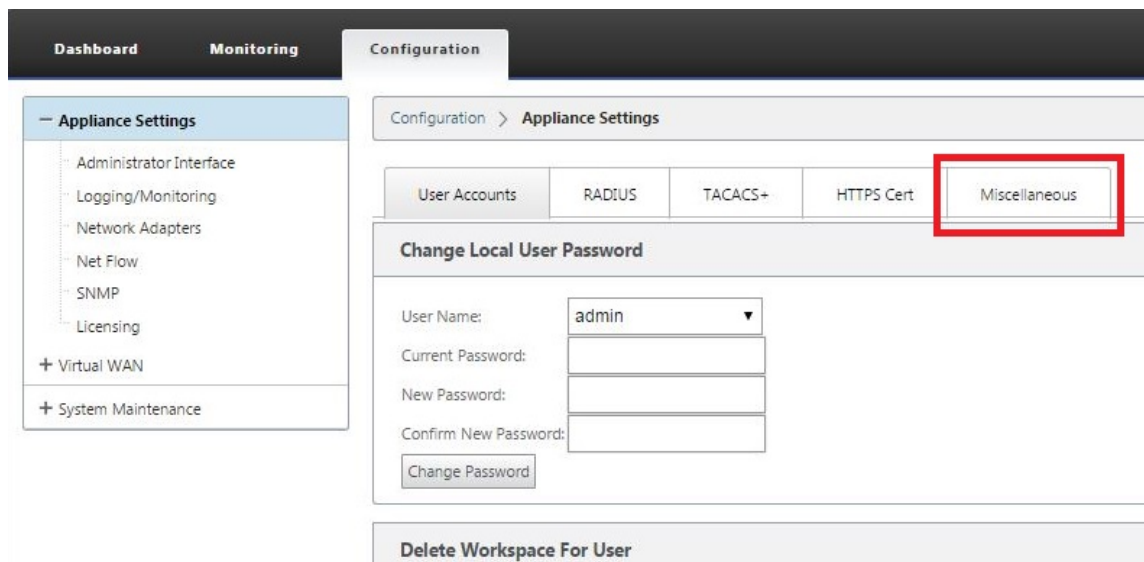 Dashboard Monitoring Configuration
Appliance Settings
Administrator Interface
Logging/Monitoring
Network Adapters
Net Flow
SNMP
Licensing
Virtual WAN
System Maintenance
Configuration > Appliance Settings
User Accounts RADIUS TACACS+ HTTPS Cert Miscellaneous
Change Local User Password
User Name: admin
Current Password:
New Password:
Confirm New Password:
Change Password
Delete Workspace For User